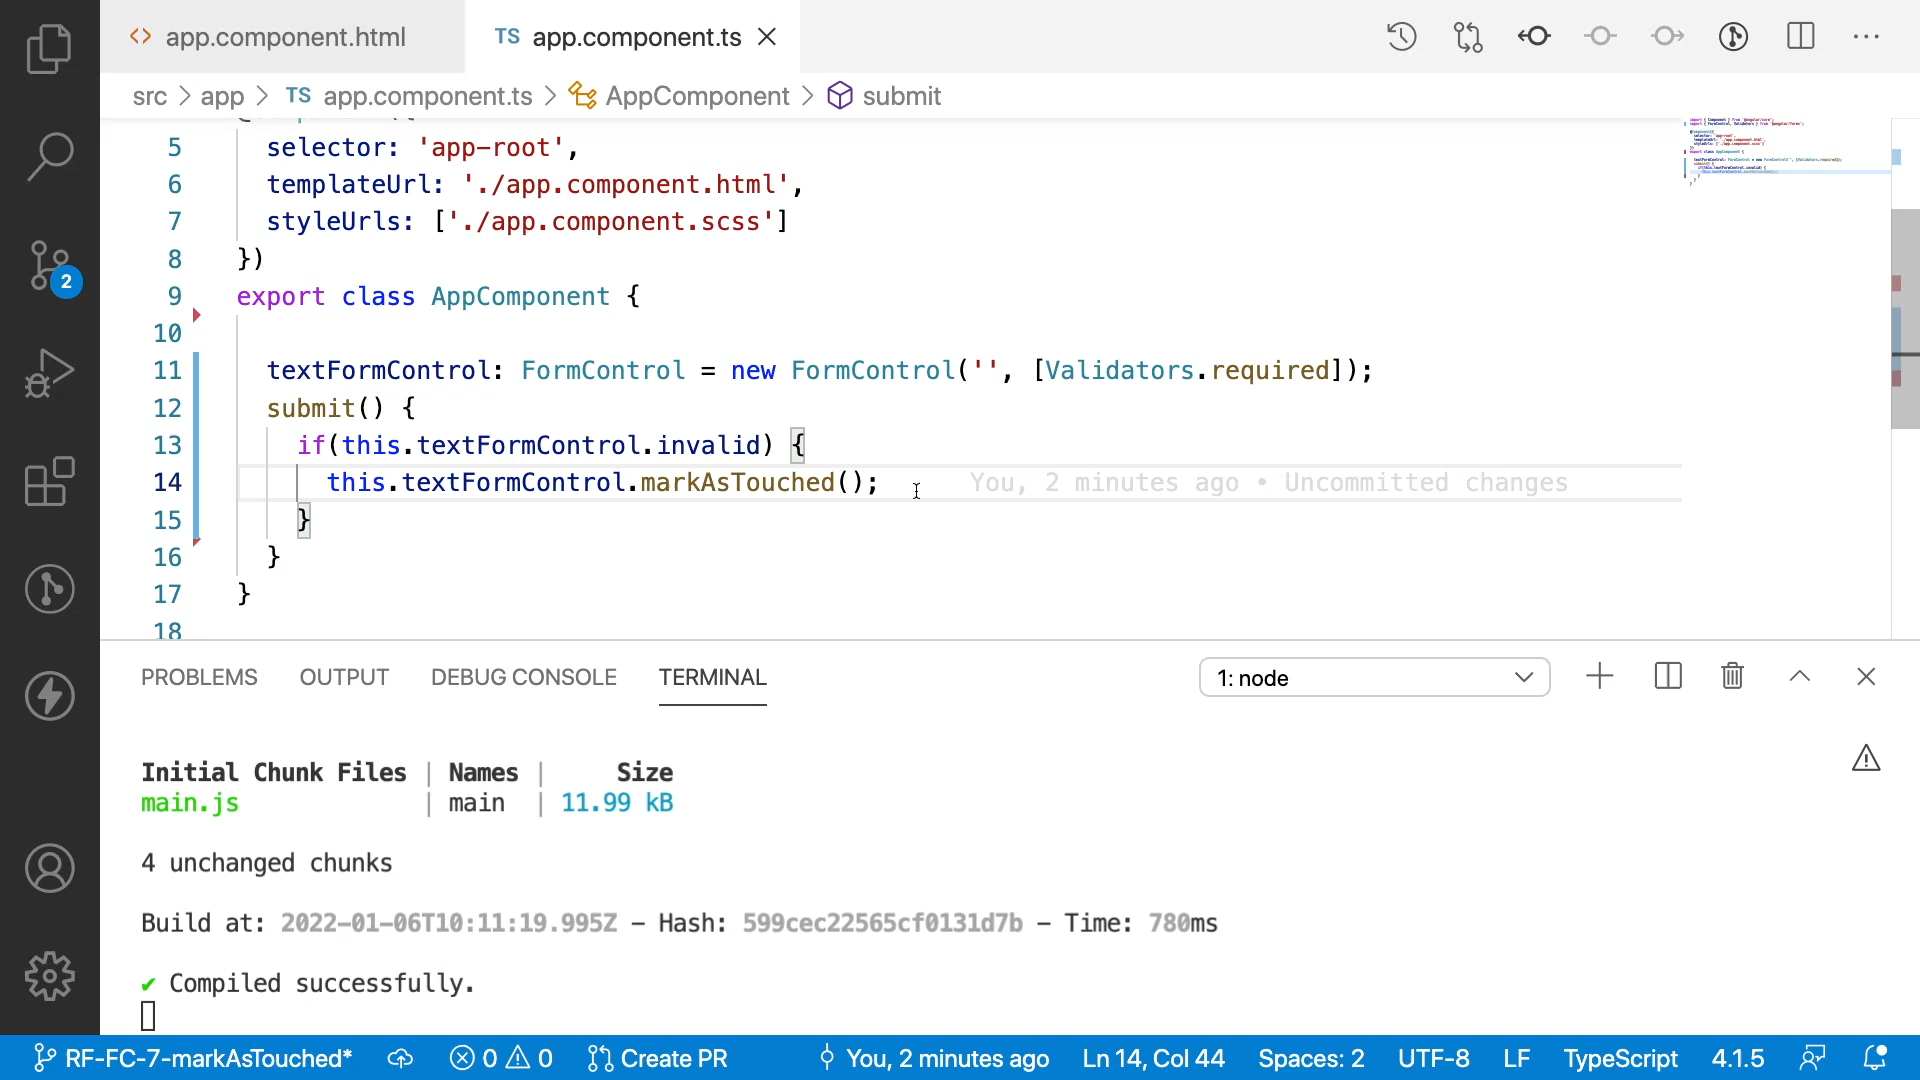 <> app.component.html
TS app.component.ts
src > app > TS app.component.ts > AppComponent > submit
5 selector: 'app-root',
6 templateUrl: './app.component.html',
7 styleUrls: ['./app.component.scss']
8 })
9 export class AppComponent {
10
11 textFormControl: FormControl = new FormControl('', [Validators.required]);
12 submit() {
13 if(this.textFormControl.invalid) {
14 this.textFormControl.markAsTouched(); You, 2 minutes ago • Uncommitted changes
15 }
16 }
17 }
18
2
PROBLEMS OUTPUT DEBUG CONSOLE TERMINAL 1: node
Initial Chunk Files | Names | Size
main.js | main | 11.99 kB
4 unchanged chunks
Build at: 2022-01-06T10:11:19.995Z - Hash: 599cec22565cf0131d7b - Time: 780ms
✔ Compiled successfully.
RF-FC-7-markAsTouched* 0 0 Create PR You, 2 minutes ago Ln 14, Col 44 Spaces: 2 UTF-8 LF TypeScript 4.1.5